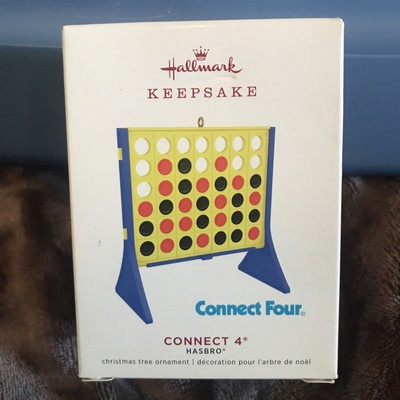 Hallmark
KEEPSAKE
Connect Four®
CONNECT 4®
HASBRO®
christmas tree ornament | décoration pour l'arbre de noël